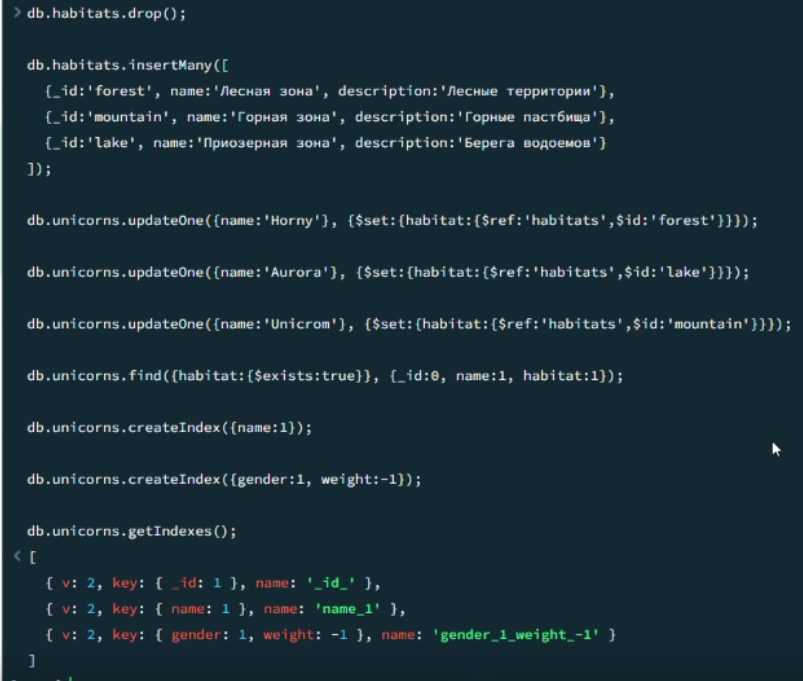 > db.habitats.drop();
db.habitats.insertMany([
{_id:'forest', name:'Лесная зона', description:'Лесные территории'},
{_id:'mountain', name:'Горная зона', description:'Горные пастбища'},
{_id:'lake', name:'Приозерная зона', description:'Берега водоемов'}
]);
db.unicorns.updateOne({name:'Horny'}, {$set:{habitat:{$ref:'habitats',$id:'forest'}}});
db.unicorns.updateOne({name:'Aurora'}, {$set:{habitat:{$ref:'habitats',$id:'lake'}}});
db.unicorns.updateOne({name:'Unicrom'}, {$set:{habitat:{$ref:'habitats',$id:'mountain'}}});
db.unicorns.find({habitat:{$exists:true}}, {_id:0, name:1, habitat:1});
db.unicorns.createIndex({name:1});
db.unicorns.createIndex({gender:1, weight:-1});
db.unicorns.getIndexes();
< [
{ v: 2, key: { _id: 1 }, name: '_id_' },
{ v: 2, key: { name: 1 }, name: 'name_1' },
{ v: 2, key: { gender: 1, weight: -1 }, name: 'gender_1_weight_-1' }
]